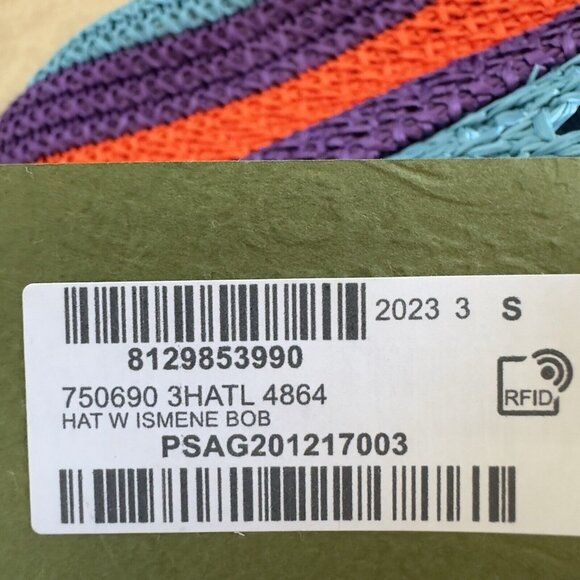 2023 3 S
8129853990
750690 3HATL 4864
HAT W ISMENE BOB
RFID
PSAG201217003